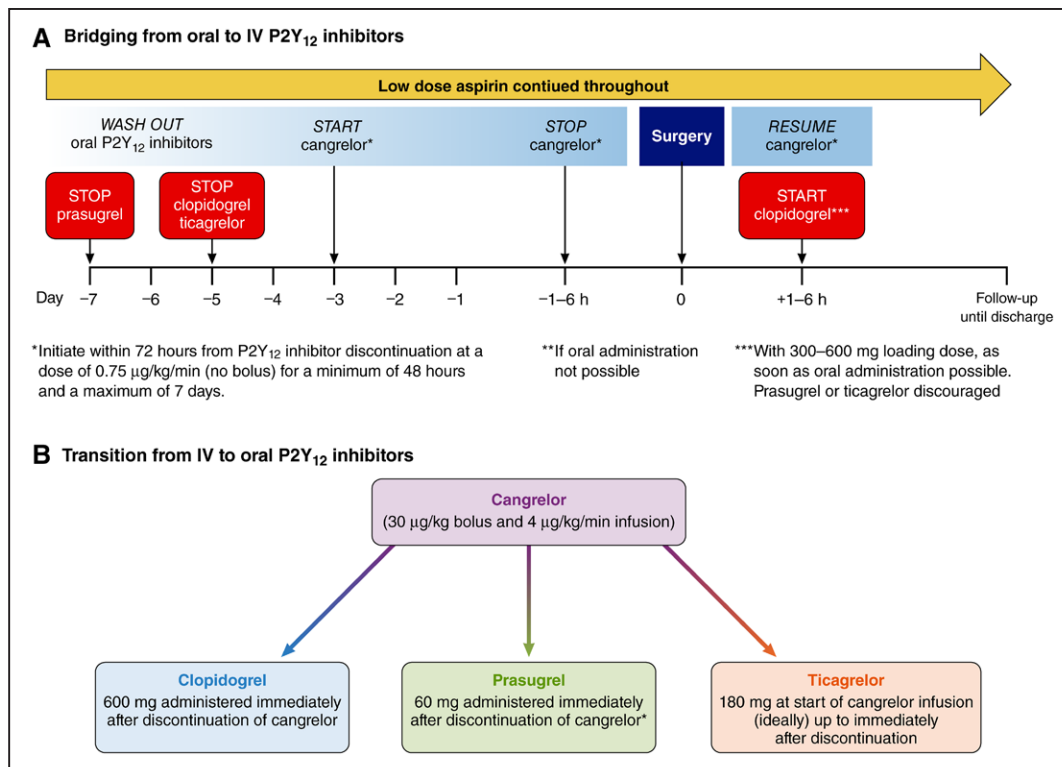 A Bridging from oral to IV P2Y12 inhibitors
Low dose aspirin contiued throughout
WASH OUT
oral P2Y12 inhibitors
START
cangrelor*
STOP
cangrelor*
Surgery
RESUME
cangrelor*
STOP
prasugrel
STOP
clopidogrel
ticagrelor
START
clopidogrel***
Day −7 −6 −5 −4 −3 −2 −1 −1–6 h 0 +1–6 h Follow-up
until discharge
*Initiate within 72 hours from P2Y12 inhibitor discontinuation at a
dose of 0.75 μg/kg/min (no bolus) for a minimum of 48 hours
and a maximum of 7 days.
**If oral administration
not possible
***With 300–600 mg loading dose, as
soon as oral administration possible.
Prasugrel or ticagrelor discouraged
B Transition from IV to oral P2Y12 inhibitors
Cangrelor
(30 μg/kg bolus and 4 μg/kg/min infusion)
Clopidogrel
600 mg administered immediately
after discontinuation of cangrelor
Prasugrel
60 mg administered immediately
after discontinuation of cangrelor*
Ticagrelor
180 mg at start of cangrelor infusion
(ideally) up to immediately
after discontinuation